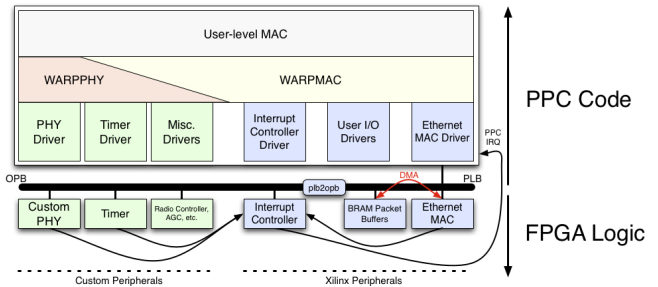 User-level MAC
WARPPHY
WARPMAC
PPC Code
PHY
Driver
Timer
Driver
Misc.
Drivers
Interrupt
Controller
Driver
User I/O
Drivers
Ethernet
MAC Driver
PPC
IRQ
OPB
plb2opb
DMA
PLB
Custom
PHY
Timer
Radio Controller,
AGC, etc.
Interrupt
Controller
BRAM Packet
Buffers
Ethernet
MAC
FPGA Logic
Custom Peripherals
Xilinx Peripherals